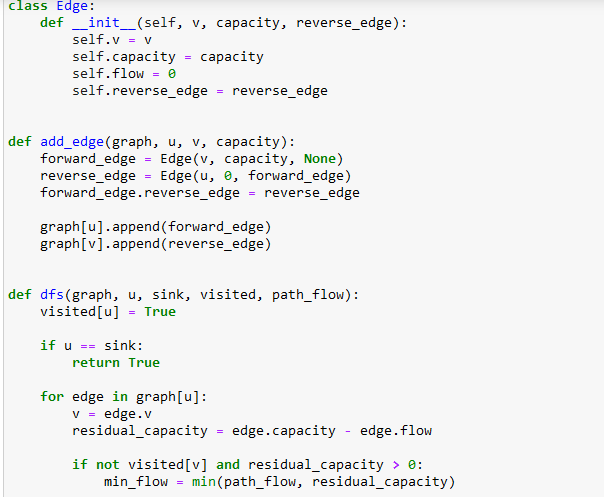 class Edge:
    def __init__(self, v, capacity, reverse_edge):
        self.v = v
        self.capacity = capacity
        self.flow = 0
        self.reverse_edge = reverse_edge


def add_edge(graph, u, v, capacity):
    forward_edge = Edge(v, capacity, None)
    reverse_edge = Edge(u, 0, forward_edge)
    forward_edge.reverse_edge = reverse_edge

    graph[u].append(forward_edge)
    graph[v].append(reverse_edge)


def dfs(graph, u, sink, visited, path_flow):
    visited[u] = True

    if u == sink:
        return True

    for edge in graph[u]:
        v = edge.v
        residual_capacity = edge.capacity - edge.flow

        if not visited[v] and residual_capacity > 0:
            min_flow = min(path_flow, residual_capacity)